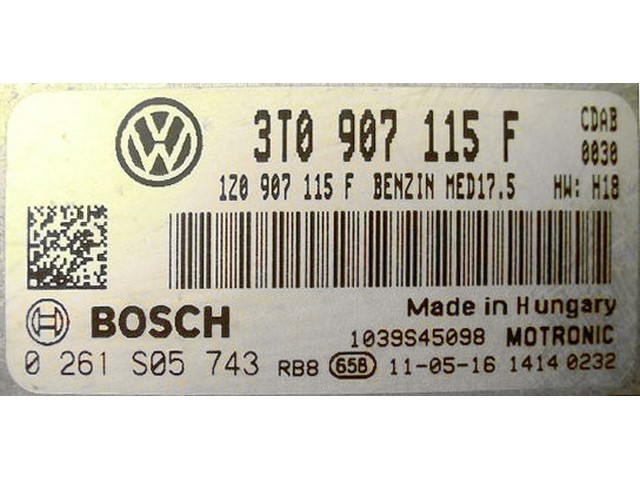 3T0 907 115 F CDAB
0030
1Z0 907 115 F BENZIN MED17.5 HW: H18
BOSCH
Made in Hungary
1039S45098 MOTRONIC
0 261 S05 743 RB8 658 11-05-16 1414 0232